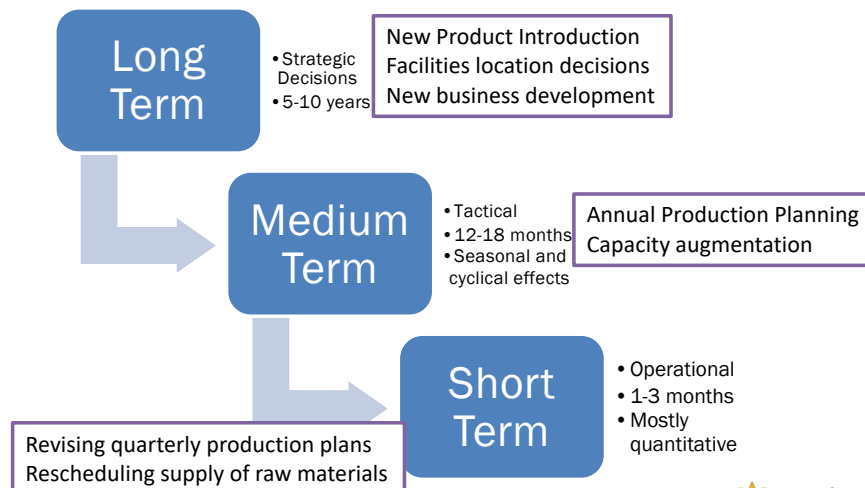 Long
Term
• Strategic
Decisions
• 5-10 years
New Product Introduction
Facilities location decisions
New business development
Medium
Term
• Tactical
• 12-18 months
• Seasonal and
cyclical effects
Annual Production Planning
Capacity augmentation
Short
Term
• Operational
• 1-3 months
• Mostly
quantitative
Revising quarterly production plans
Rescheduling supply of raw materials